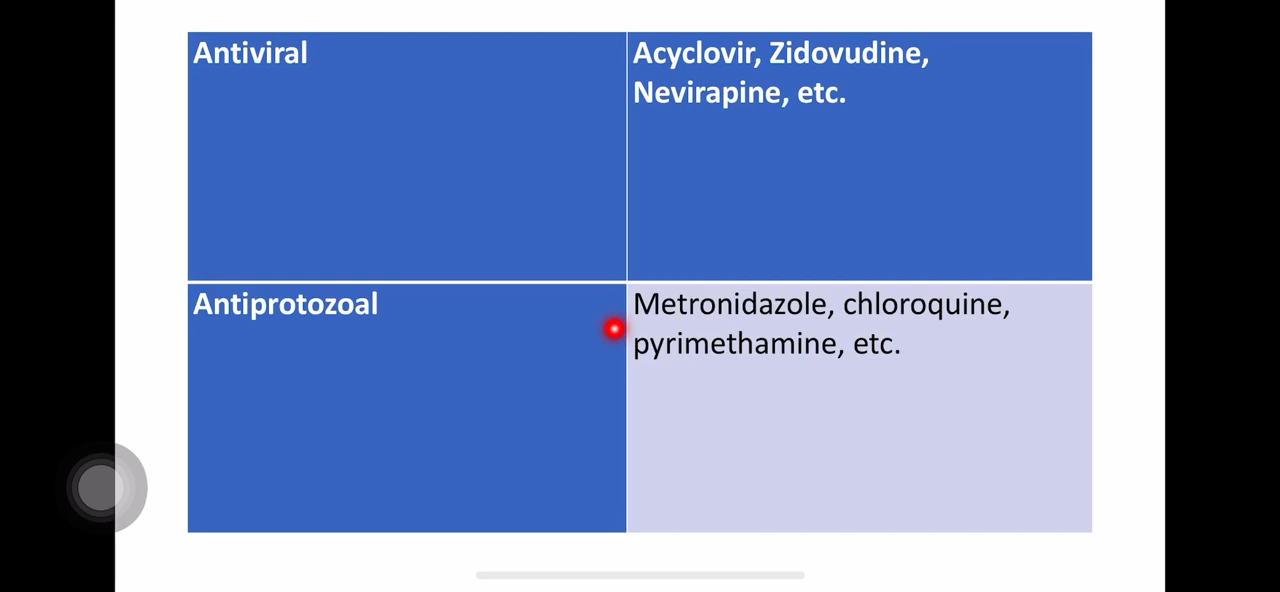 Antiviral
Acyclovir, Zidovudine,
Nevirapine, etc.
Antiprotozoal
Metronidazole, chloroquine,
pyrimethamine, etc.